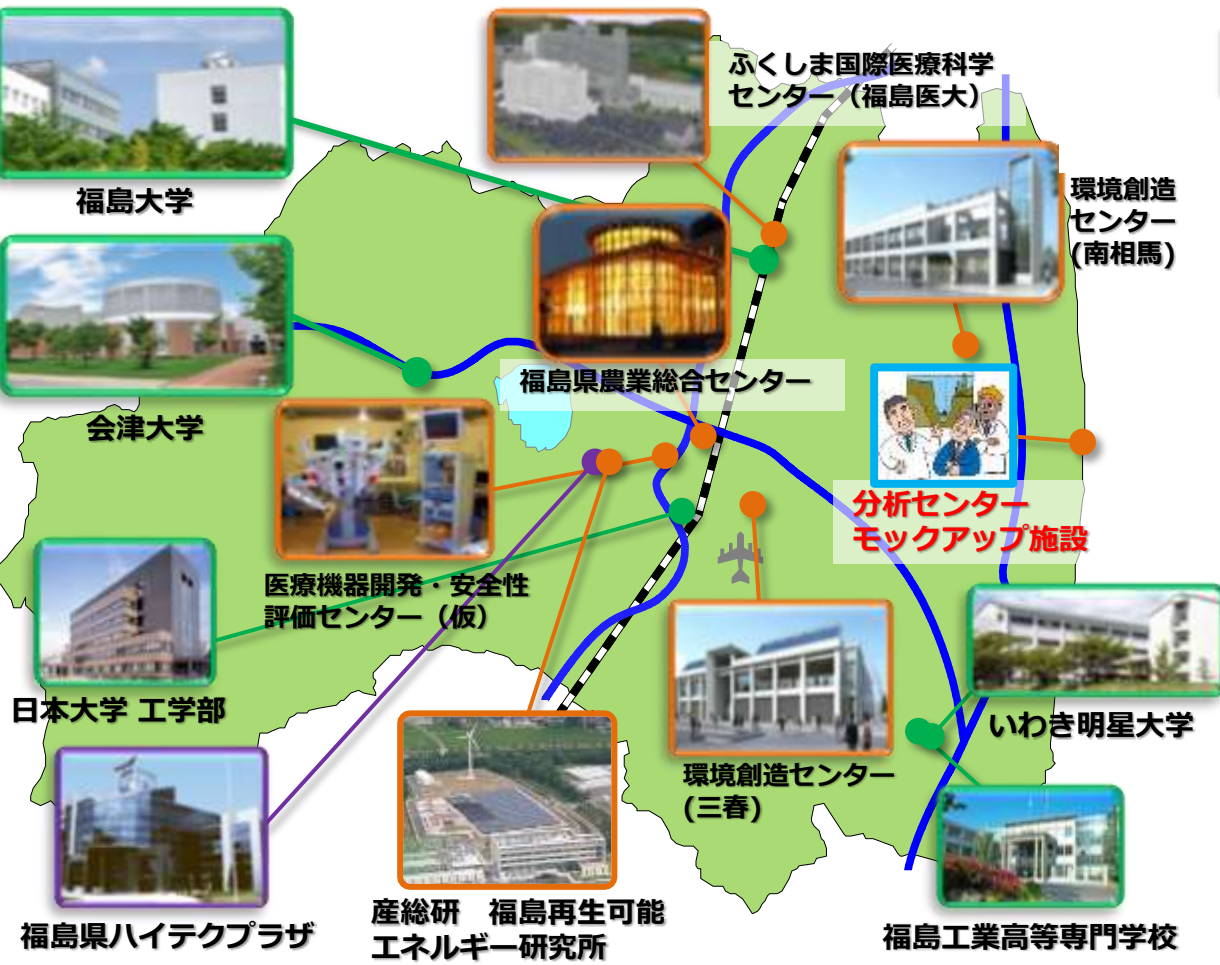 ふくしま国際医療科学
センター（福島医大）
福島大学
環境創造
センター
(南相馬)
福島県農業総合センター
会津大学
分析センター
モックアップ施設
医療機器開発・安全性
評価センター（仮）
日本大学 工学部
いわき明星大学
環境創造センター
(三春)
福島県ハイテクプラザ
産総研　福島再生可能
エネルギー研究所
福島工業高等専門学校